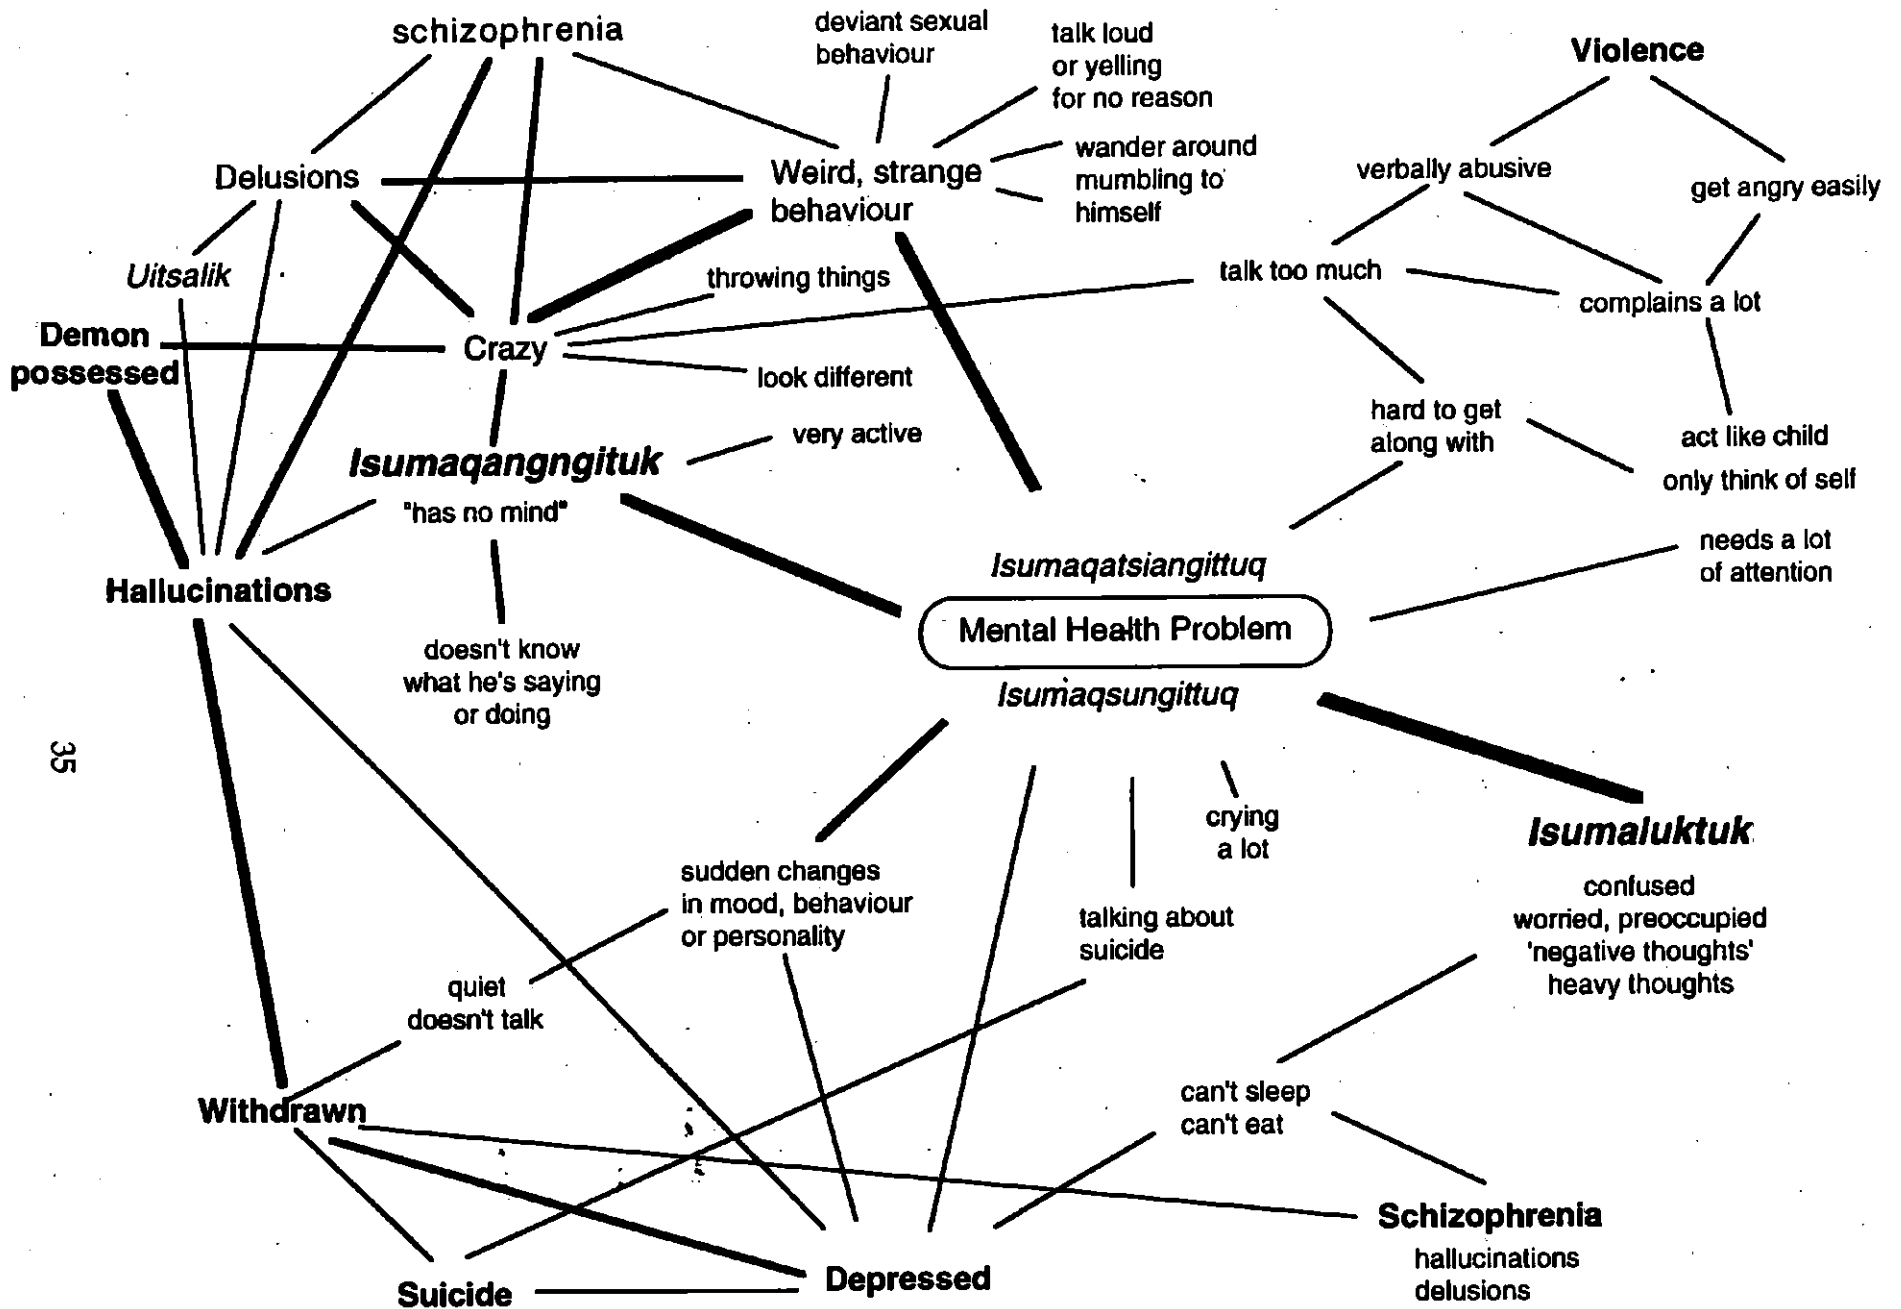 schizophrenia
deviant sexual
behaviour
talk loud
or yelling
for no reason
Violence
Delusions
Weird, strange
behaviour
wander around
mumbling to
himself
verbally abusive
get angry easily
Uitsalik
throwing things
talk too much
complains a lot
Demon
possessed
Crazy
look different
hard to get
along with
act like child
only think of self
very active
Isumaqangngituk
"has no mind"
needs a lot
of attention
Hallucinations
Isumaqatsiangittuq
Mental Health Problem
Isumaqsungittuq
doesn't know
what he's saying
or doing
35
crying
a lot
Isumaluktuk
confused
worried, preoccupied
'negative thoughts'
heavy thoughts
sudden changes
in mood, behaviour
or personality
talking about
suicide
quiet
doesn't talk
can't sleep
can't eat
Withdrawn
Schizophrenia
hallucinations
delusions
Depressed
Suicide